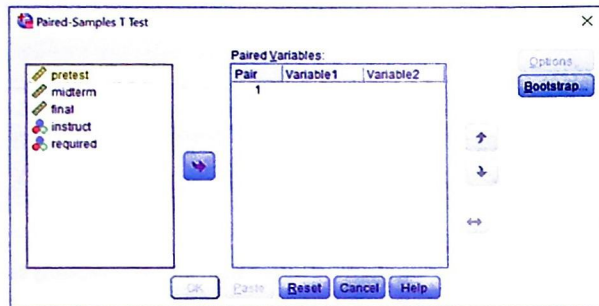 Paired-Samples T Test
Paired Variables:
Pair Variable1 Variable2
1
pretest
midterm
final
instruct
required
Options...
Bootstrap...
OK Paste Reset Cancel Help